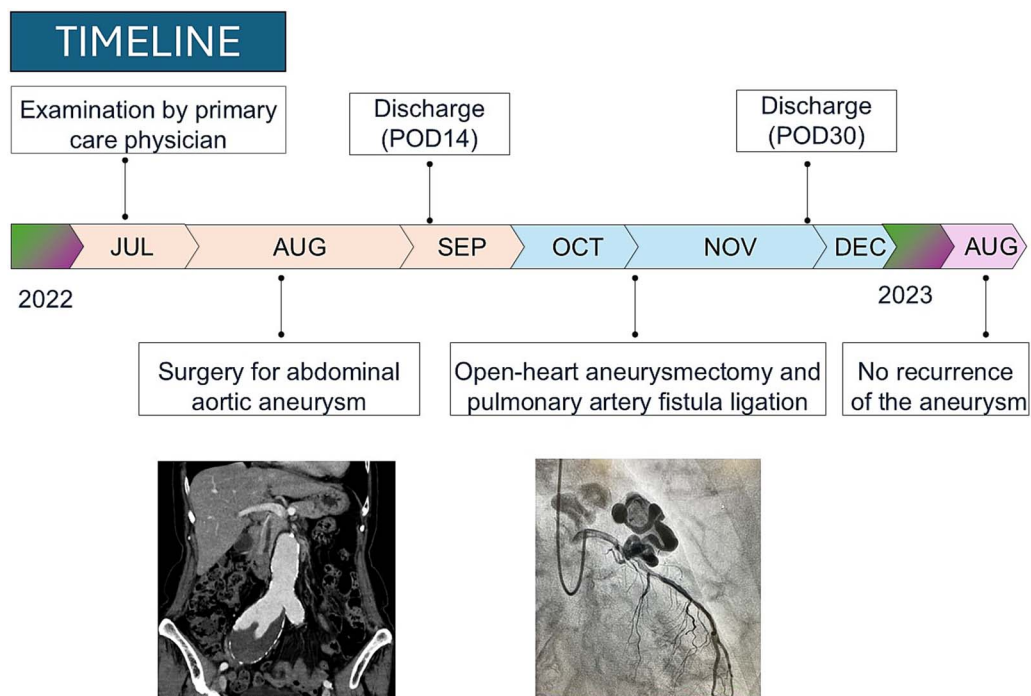 TIMELINE
Examination by primary
care physician
Discharge
(POD14)
Discharge
(POD30)
JUL
AUG
SEP
OCT
NOV
DEC
AUG
2022
2023
Surgery for abdominal
aortic aneurysm
Open-heart aneurysmectomy and
pulmonary artery fistula ligation
No recurrence
of the aneurysm